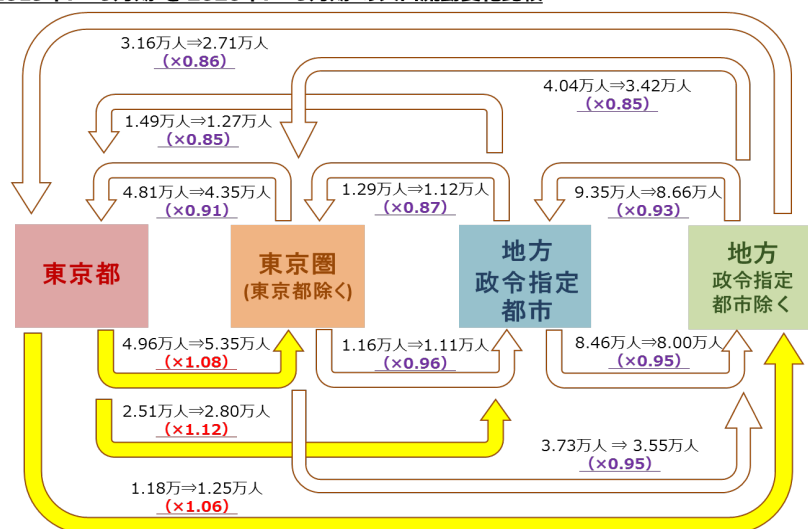 3.16万人⇒2.71万人
(×0.86)
4.04万人⇒3.42万人
(×0.85)
1.49万人⇒1.27万人
(×0.85)
4.81万人⇒4.35万人
(×0.91)
1.29万人⇒1.12万人
(×0.87)
9.35万人⇒8.66万人
(×0.93)
東京都
東京圏
(東京都除く)
地方
政令指定
都市
地方
政令指定
都市除く
4.96万人⇒5.35万人
(×1.08)
1.16万人⇒1.11万人
(×0.96)
8.46万人⇒8.00万人
(×0.95)
2.51万人⇒2.80万人
(×1.12)
3.73万人 ⇒ 3.55万人
(×0.95)
1.18万⇒1.25万人
(×1.06)